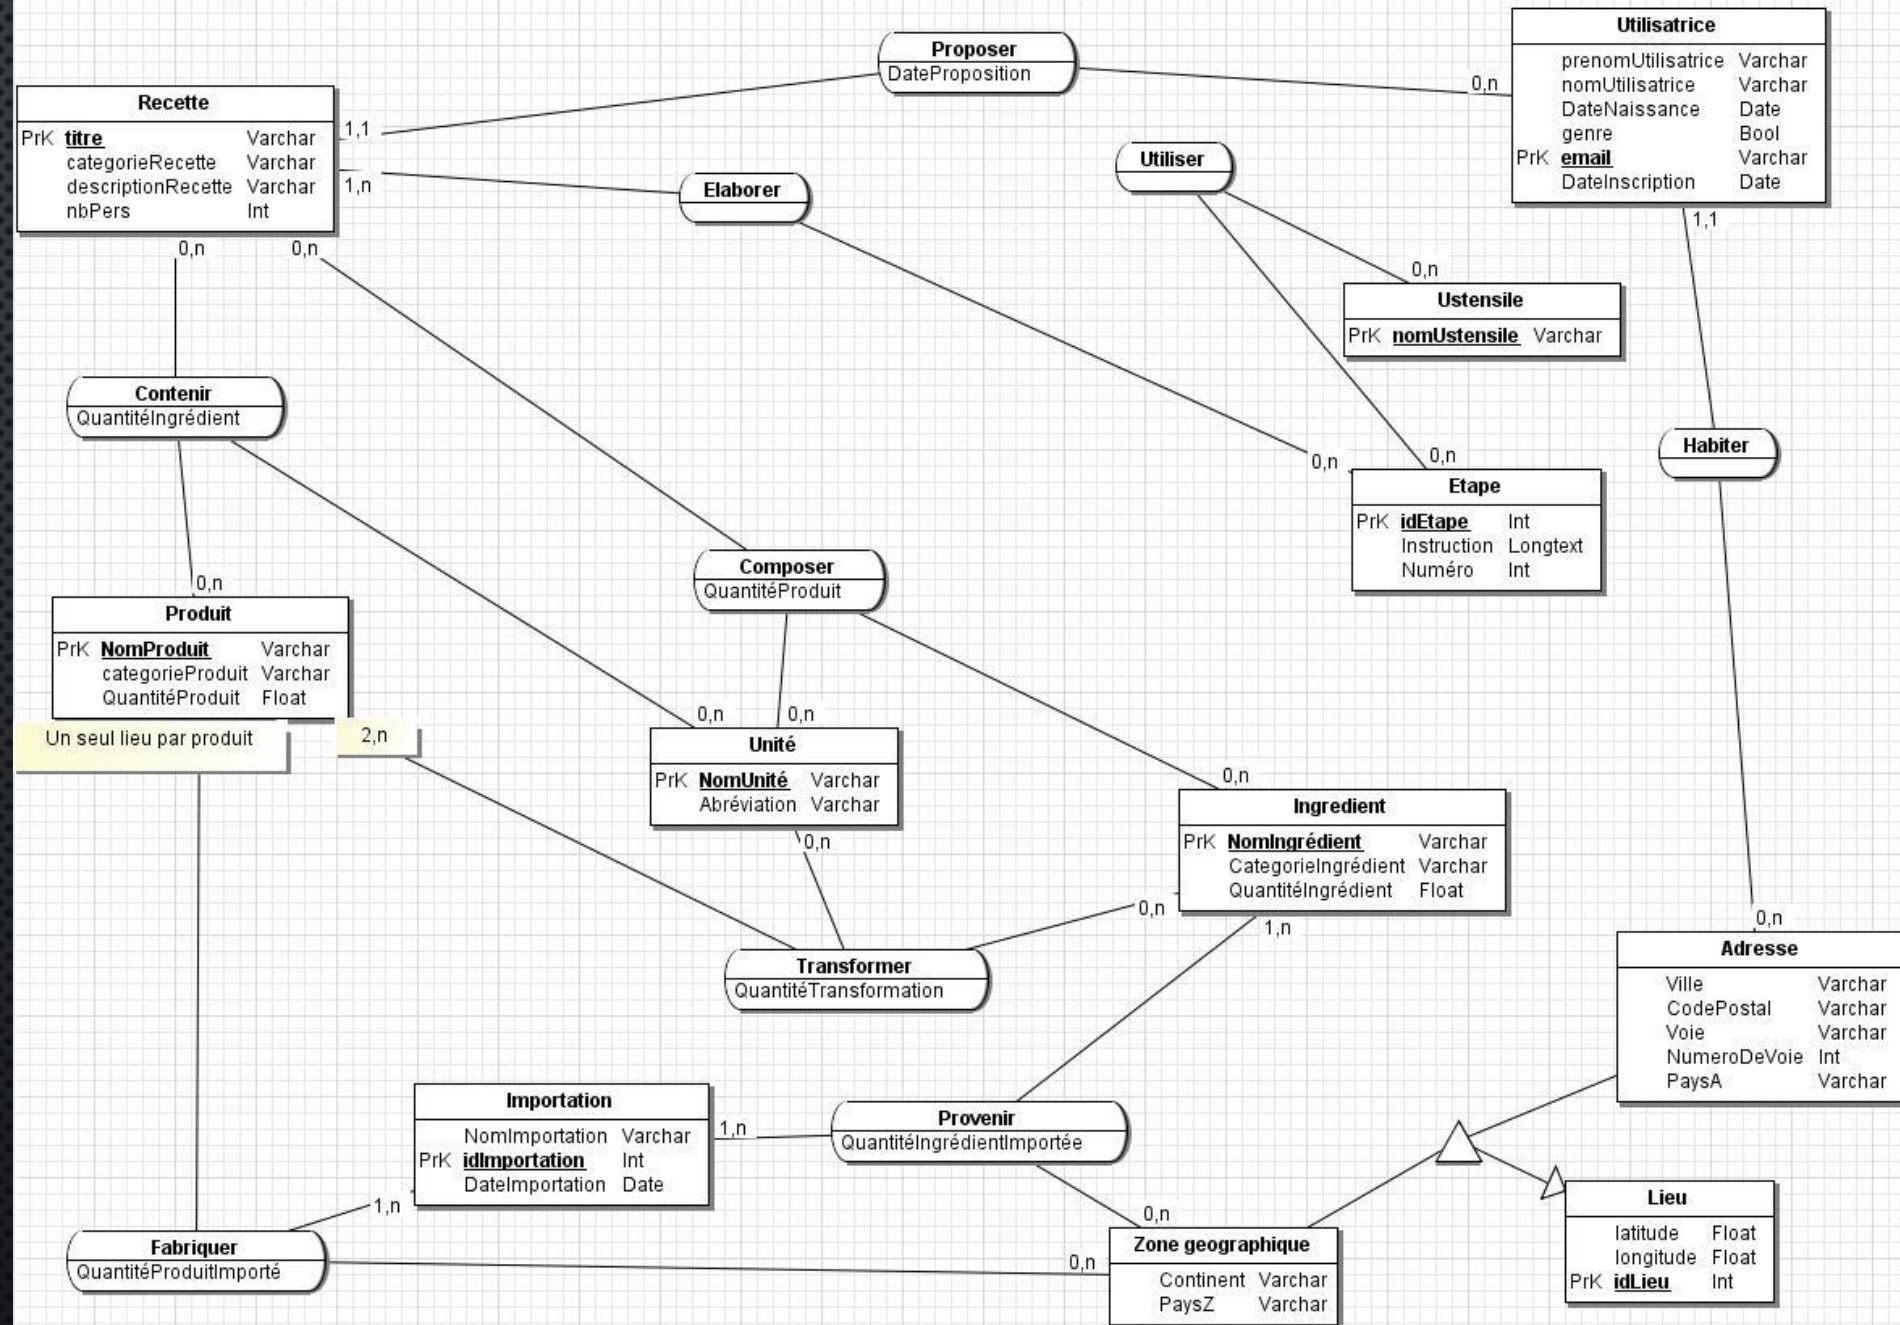 Proposer
DateProposition
Utilisatrice
prenomUtilisatrice Varchar
nomUtilisatrice Varchar
DateNaissance Date
genre Bool
PrK email Varchar
DateInscription Date
0,n
1,1
Recette
PrK titre Varchar
categorieRecette Varchar
descriptionRecette Varchar
nbPers Int
1,1
1,n
0,n
0,n
Elaborer
Utiliser
0,n
Ustensile
PrK nomUstensile Varchar
Contenir
QuantitéIngrédient
Habiter
0,n
0,n
Etape
PrK idEtape Int
Instruction Longtext
Numéro Int
Composer
QuantitéProduit
0,n
Produit
PrK NomProduit Varchar
categorieProduit Varchar
QuantitéProduit Float
Un seul lieu par produit
2,n
0,n
0,n
Unité
PrK NomUnité Varchar
Abréviation Varchar
0,n
0,n
Ingredient
PrK NomIngrédient Varchar
CategorieIngrédient Varchar
QuantitéIngrédient Float
0,n
1,n
Transformer
QuantitéTransformation
0,n
Adresse
Ville Varchar
CodePostal Varchar
Voie Varchar
NumeroDeVoie Int
PaysA Varchar
Importation
NomImportation Varchar
PrK idImportation Int
DateImportation Date
1,n
1,n
Provenir
QuantitéIngrédientImportée
Fabriquer
QuantitéProduitImporté
0,n
0,n
Zone geographique
Continent Varchar
PaysZ Varchar
Lieu
latitude Float
longitude Float
PrK idLieu Int